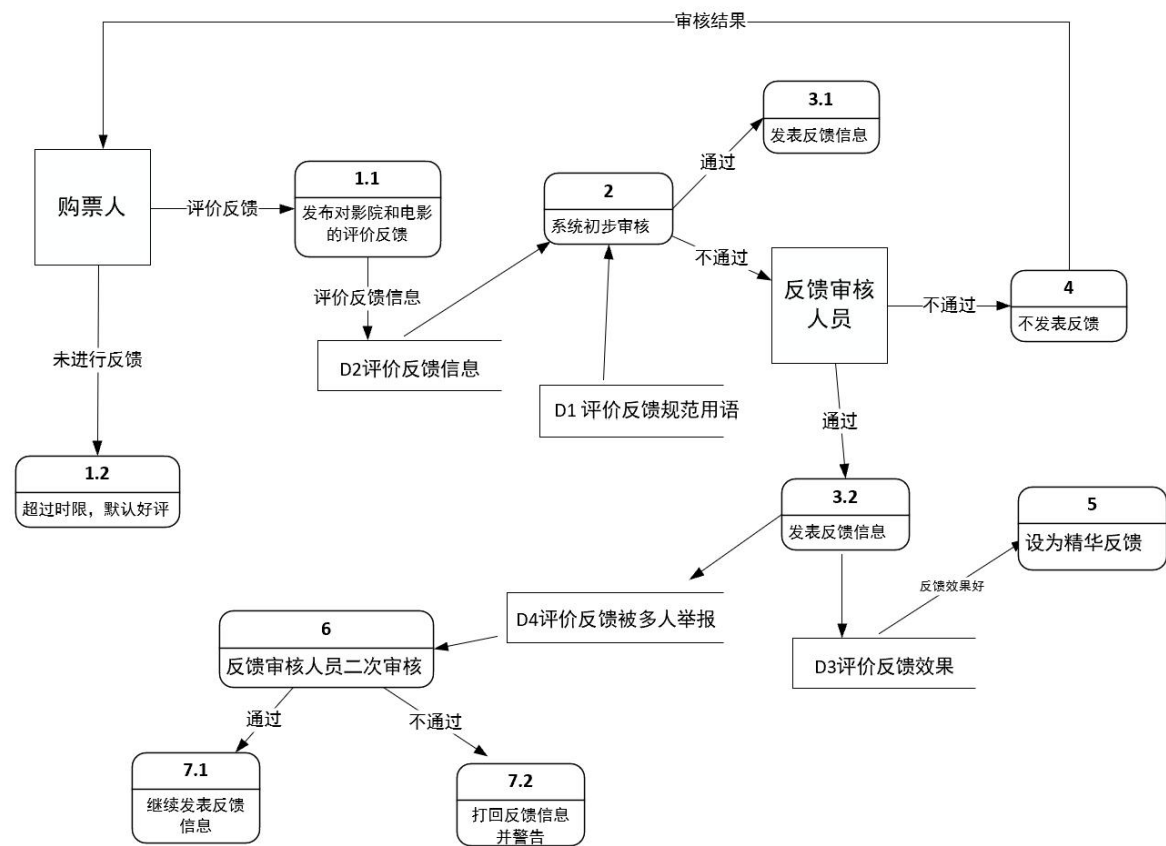 审核结果
3.1
发表反馈信息
通过
1.1
发布对影院和电影
的评价反馈
2
系统初步审核
购票人
评价反馈
不通过
反馈审核
人员
不通过
4
不发表反馈
评价反馈信息
未进行反馈
D2评价反馈信息
D1 评价反馈规范用语
通过
1.2
超过时限，默认好评
3.2
发表反馈信息
5
设为精华反馈
反馈效果好
D4评价反馈被多人举报
6
反馈审核人员二次审核
D3评价反馈效果
通过
不通过
7.1
继续发表反馈
信息
7.2
打回反馈信息
并警告